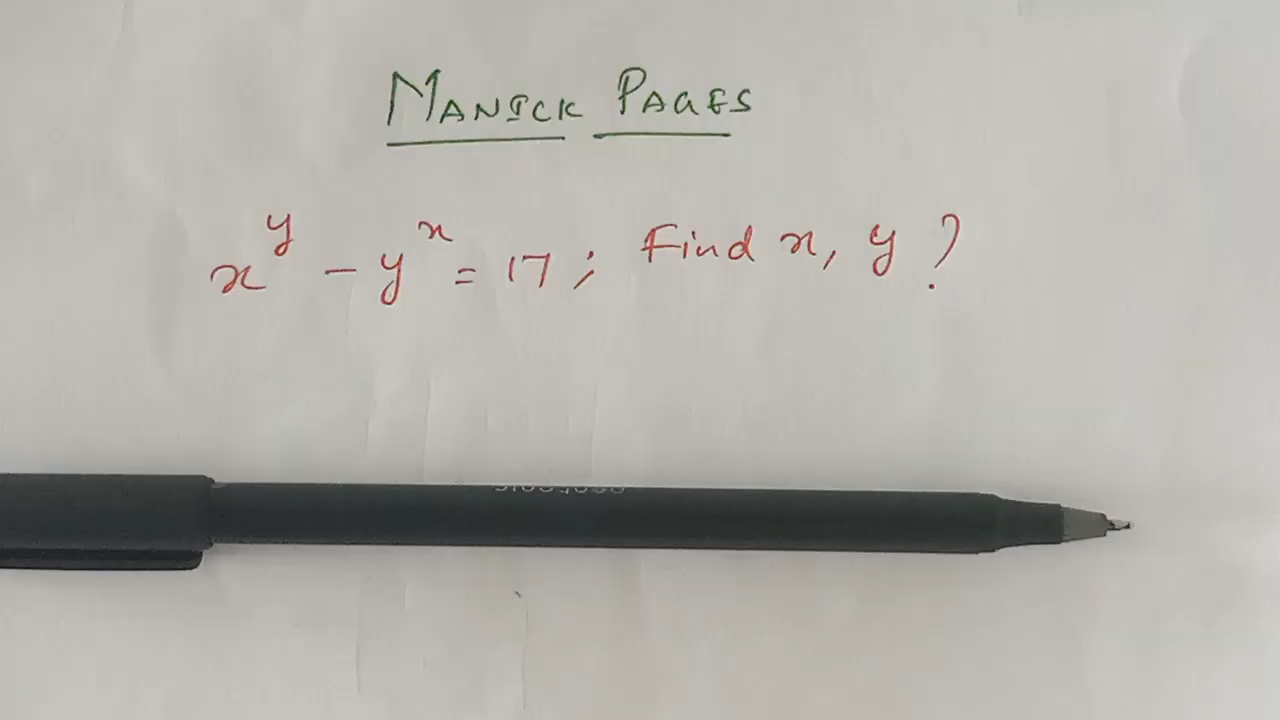 MANICK PAGES
x^y - y^x = 17; Find x, y ?